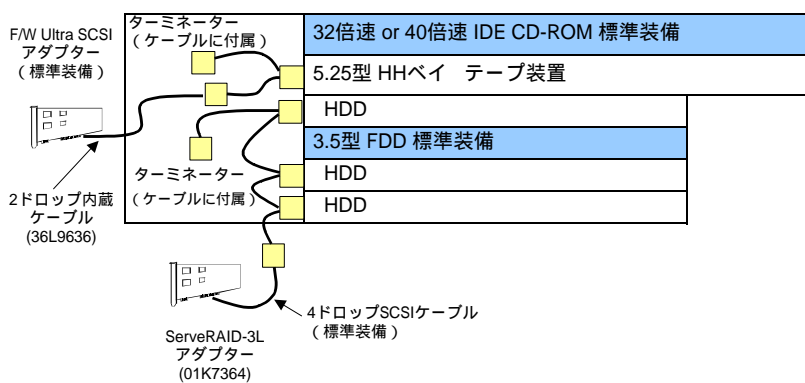 F/W Ultra SCSI
アダプター
（標準装備）
ターミネーター
（ケーブルに付属）
32倍速 or 40倍速 IDE CD-ROM 標準装備
5.25型 HHベイ　テープ装置
HDD
3.5型 FDD 標準装備
HDD
HDD
ターミネーター
（ケーブルに付属）
2ドロップ内蔵
ケーブル
(36L9636)
4ドロップSCSIケーブル
（標準装備）
ServeRAID-3L
アダプター
(01K7364)